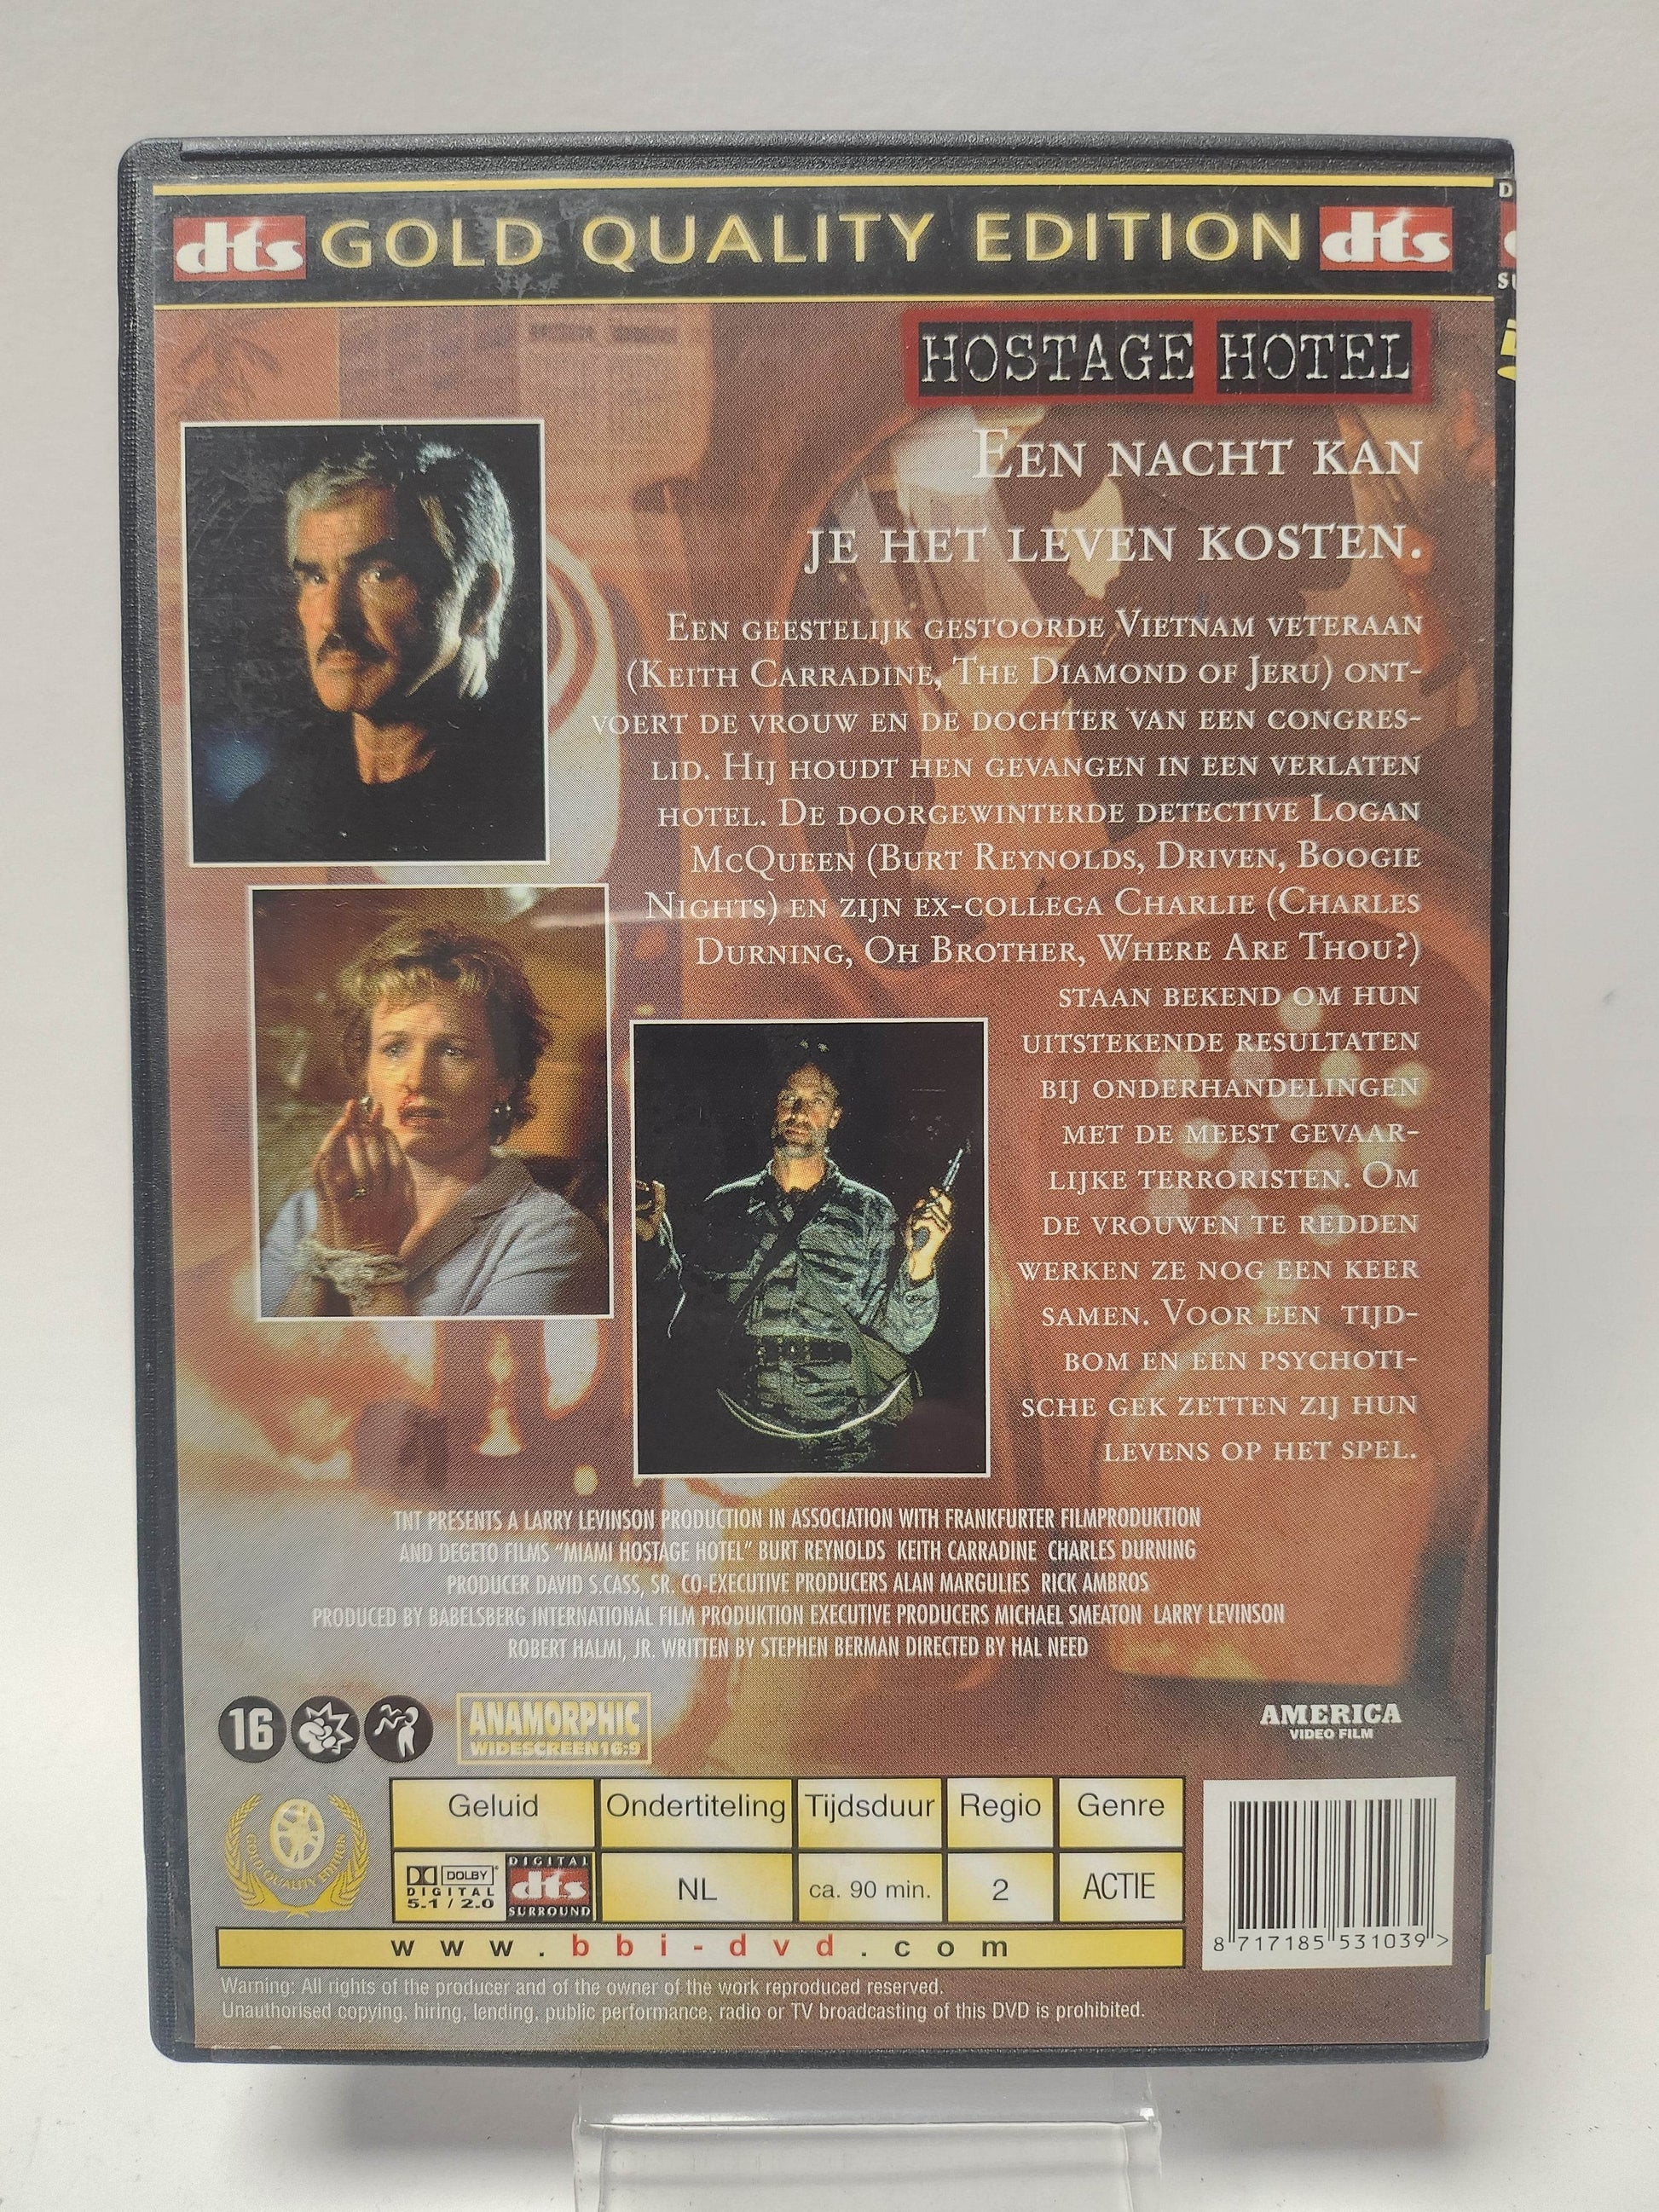 dts GOLD QUALITY EDITION dts
HOSTAGE HOTEL
EEN NACHT KAN
JE HET LEVEN KOSTEN.
EEN GEESTELIJK GESTOORDE VIETNAM VETERAAN
(KEITH CARRADINE, THE DIAMOND OF JERU) ONT-
VOERT DE VROUW EN DE DOCHTER VAN EEN CONGRES-
LID. HIJ HOUDT HEN GEVANGEN IN EEN VERLATEN
HOTEL. DE DOORGEWINTERDE DETECTIVE LOGAN
MCQUEEN (BURT REYNOLDS, DRIVEN, BOOGIE
NIGHTS) EN ZIJN EX-COLLEGA CHARLIE (CHARLES
DURNING, OH BROTHER, WHERE ARE THOU?)
STAAN BEKEND OM HUN
UITSTEKENDE RESULTATEN
BIJ ONDERHANDELINGEN
MET DE MEEST GEVAAR-
LIJKE TERRORISTEN. OM
DE VROUWEN TE REDDEN
WERKEN ZE NOG EEN KEER
SAMEN. VOOR EEN TIJD-
BOM EN EEN PSYCHOTI-
SCHE GEK ZETTEN ZIJ HUN
LEVENS OP HET SPEL.
TNT PRESENTS A LARRY LEVINSON PRODUCTION IN ASSOCIATION WITH FRANKFURTER FILMPRODUKTION
AND DEGETO FILMS "MIAMI HOSTAGE HOTEL" BURT REYNOLDS KEITH CARRADINE CHARLES DURNING
PRODUCER DAVID S.CASS, SR. CO-EXECUTIVE PRODUCERS ALAN MARGULIES RICK AMBROS
PRODUCED BY BABELSBERG INTERNATIONAL FILM PRODUKTION EXECUTIVE PRODUCERS MICHAEL SMEATON LARRY LEVINSON
ROBERT HALMI, JR. WRITTEN BY STEPHEN BERMAN DIRECTED BY HAL NEED
16
ANAMORPHIC
WIDESCREEN 16:9
AMERICA
VIDEO FILM
GOLD QUALITY EDITION
Geluid Ondertiteling Tijdsduur Regio Genre
DOLBY
DIGITAL
5.1 / 2.0
DIGITAL
dts
SURROUND
NL ca. 90 min. 2 ACTIE
www.bbi-dvd.com
8 717185 531039 >
Warning: All rights of the producer and of the owner of the work reproduced reserved.
Unauthorised copying, hiring, lending, public performance, radio or TV broadcasting of this DVD is prohibited.